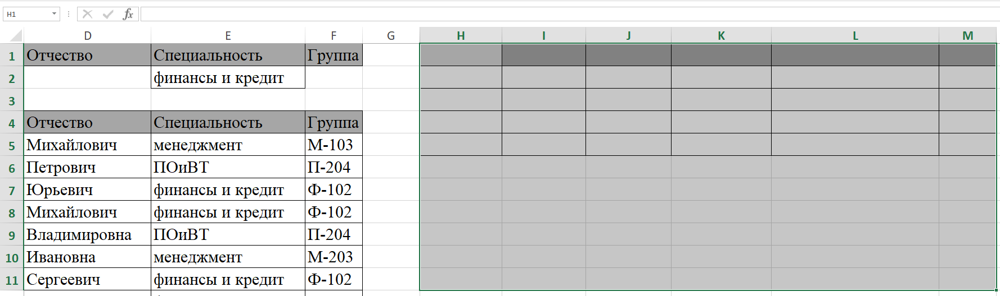 H1 fx
D E F G H I J K L M
1 Отчество Специальность Группа
2 финансы и кредит
3
4 Отчество Специальность Группа
5 Михайлович менеджмент М-103
6 Петрович ПОиВТ П-204
7 Юрьевич финансы и кредит Ф-102
8 Михайлович финансы и кредит Ф-102
9 Владимировна ПОиВТ П-204
10 Ивановна менеджмент М-203
11 Сергеевич финансы и кредит Ф-102